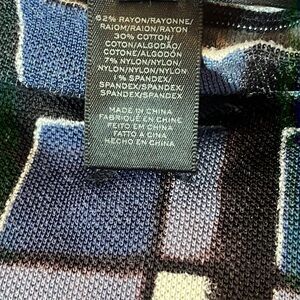 62% RAYON/RAYONNE/
RAIOM/RAION/RAYON
30% COTTON/
COTON/ALGODÃO/
COTONE/ALGODÓN
7% NYLON/NYLON/
NYLON/NYLON/NYLON
1% SPANDEX/
SPANDEX/SPANDEX/
SPANDEX/SPANDEX
MADE IN CHINA
FABRIQUÉ EN CHINE
FEITO EM CHINA
FATTO A CINA
HECHO EN CHINA